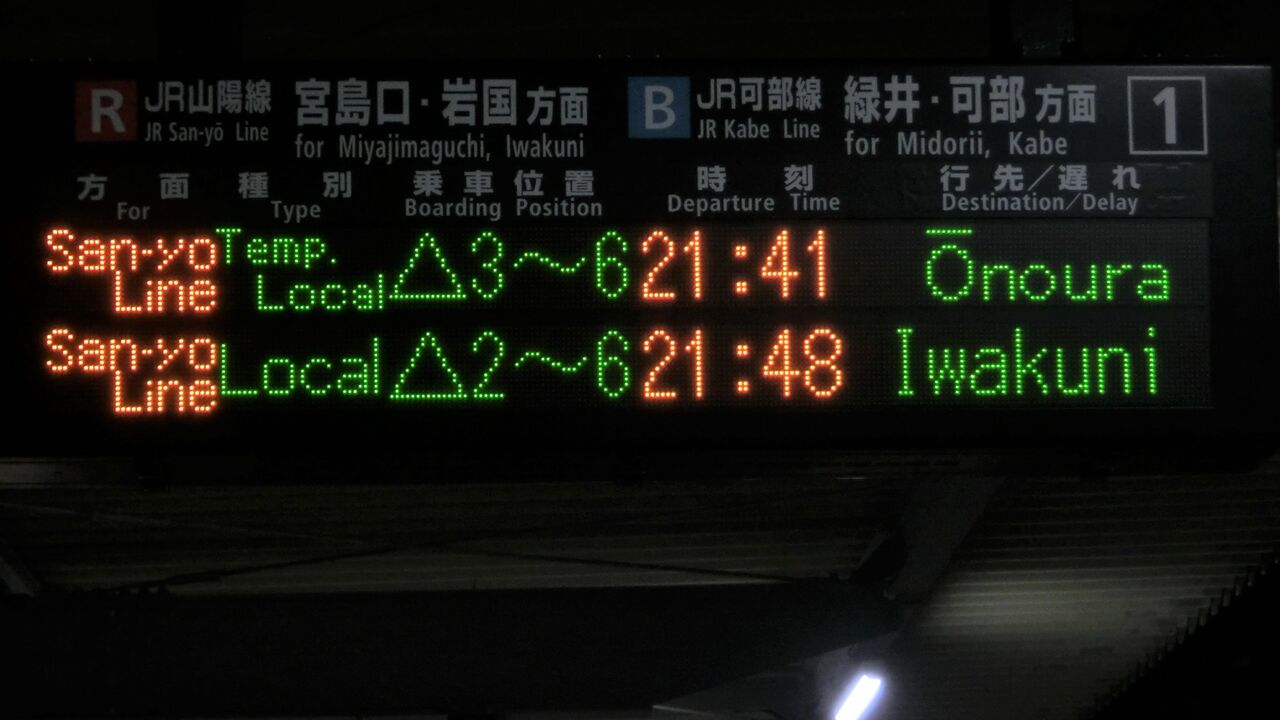 R JR山陽線 宮島口・岩国方面 B JR可部線 緑井・可部方面 1
JR San-yō Line for Miyajimaguchi, Iwakuni JR Kabe Line for Midorii, Kabe
方面 種別 乗車位置 時刻 行先/遅れ
For Type Boarding Position Departure Time Destination/Delay
San-yo Line Temp. Local △3〜6 21:41 Ōnoura
San-yo Line Local △2〜6 21:48 Iwakuni